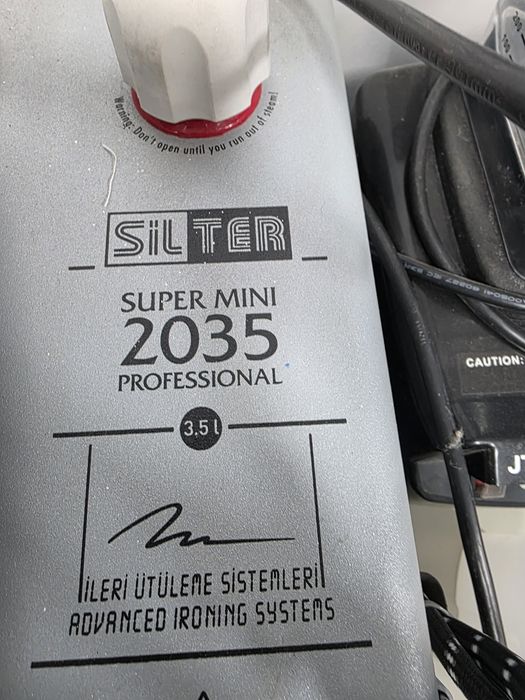 Warning: Don't open until you run out of steam!
SiLTER
SUPER MINI
2035
PROFESSIONAL
3,5 l
İLERİ ÜTÜLEME SİSTEMLERİ
ADVANCED IRONING SYSTEMS
CAUTION: